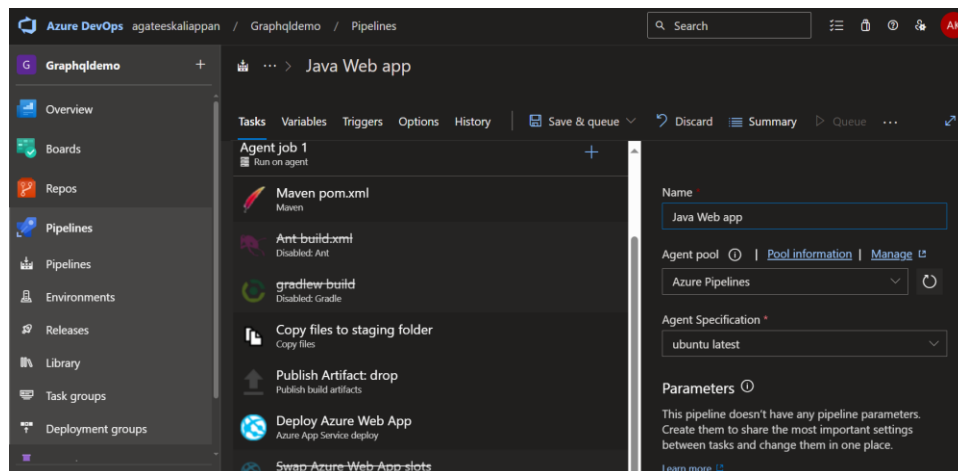 Azure DevOps agateeskaliappan / Graphqldemo / Pipelines
Search
AK
G Graphqldemo +
··· > Java Web app
Overview
Boards
Repos
Pipelines
Pipelines
Environments
Releases
Library
Task groups
Deployment groups
Tasks Variables Triggers Options History Save & queue Discard Summary Queue ...
Agent job 1
Run on agent
Maven pom.xml
Maven
Ant build.xml
Disabled: Ant
gradlew build
Disabled: Gradle
Copy files to staging folder
Copy files
Publish Artifact: drop
Publish build artifacts
Deploy Azure Web App
Azure App Service deploy
Swap Azure Web App slots
Name *
Java Web app
Agent pool | Pool information | Manage
Azure Pipelines
Agent Specification *
ubuntu latest
Parameters
This pipeline doesn't have any pipeline parameters.
Create them to share the most important settings
between tasks and change them in one place.
Learn more